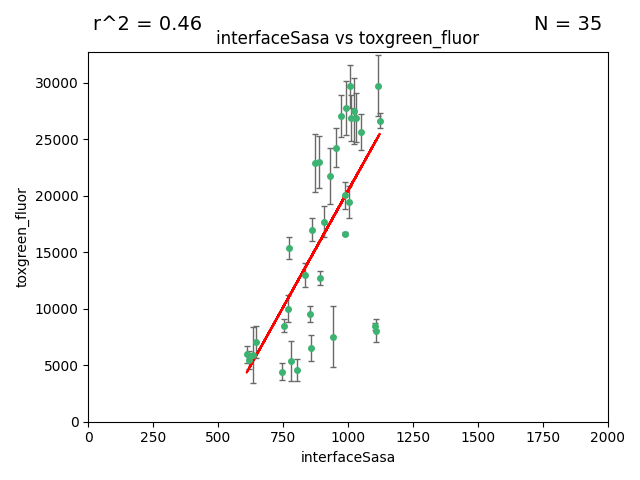 r^2 = 0.46
N = 35
interfaceSasa vs toxgreen_fluor
toxgreen_fluor
30000
25000
20000
15000
10000
5000
0
0 250 500 750 1000 1250 1500 1750 2000
interfaceSasa